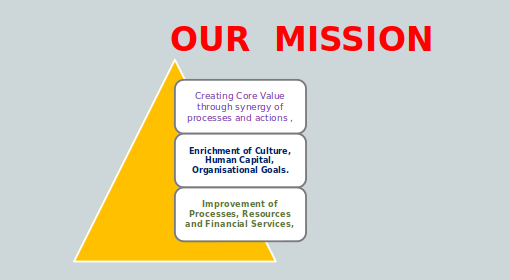 OUR MISSION
Creating Core Value
through synergy of
processes and actions ,
Enrichment of Culture,
Human Capital,
Organisational Goals.
Improvement of
Processes, Resources
and Financial Services,